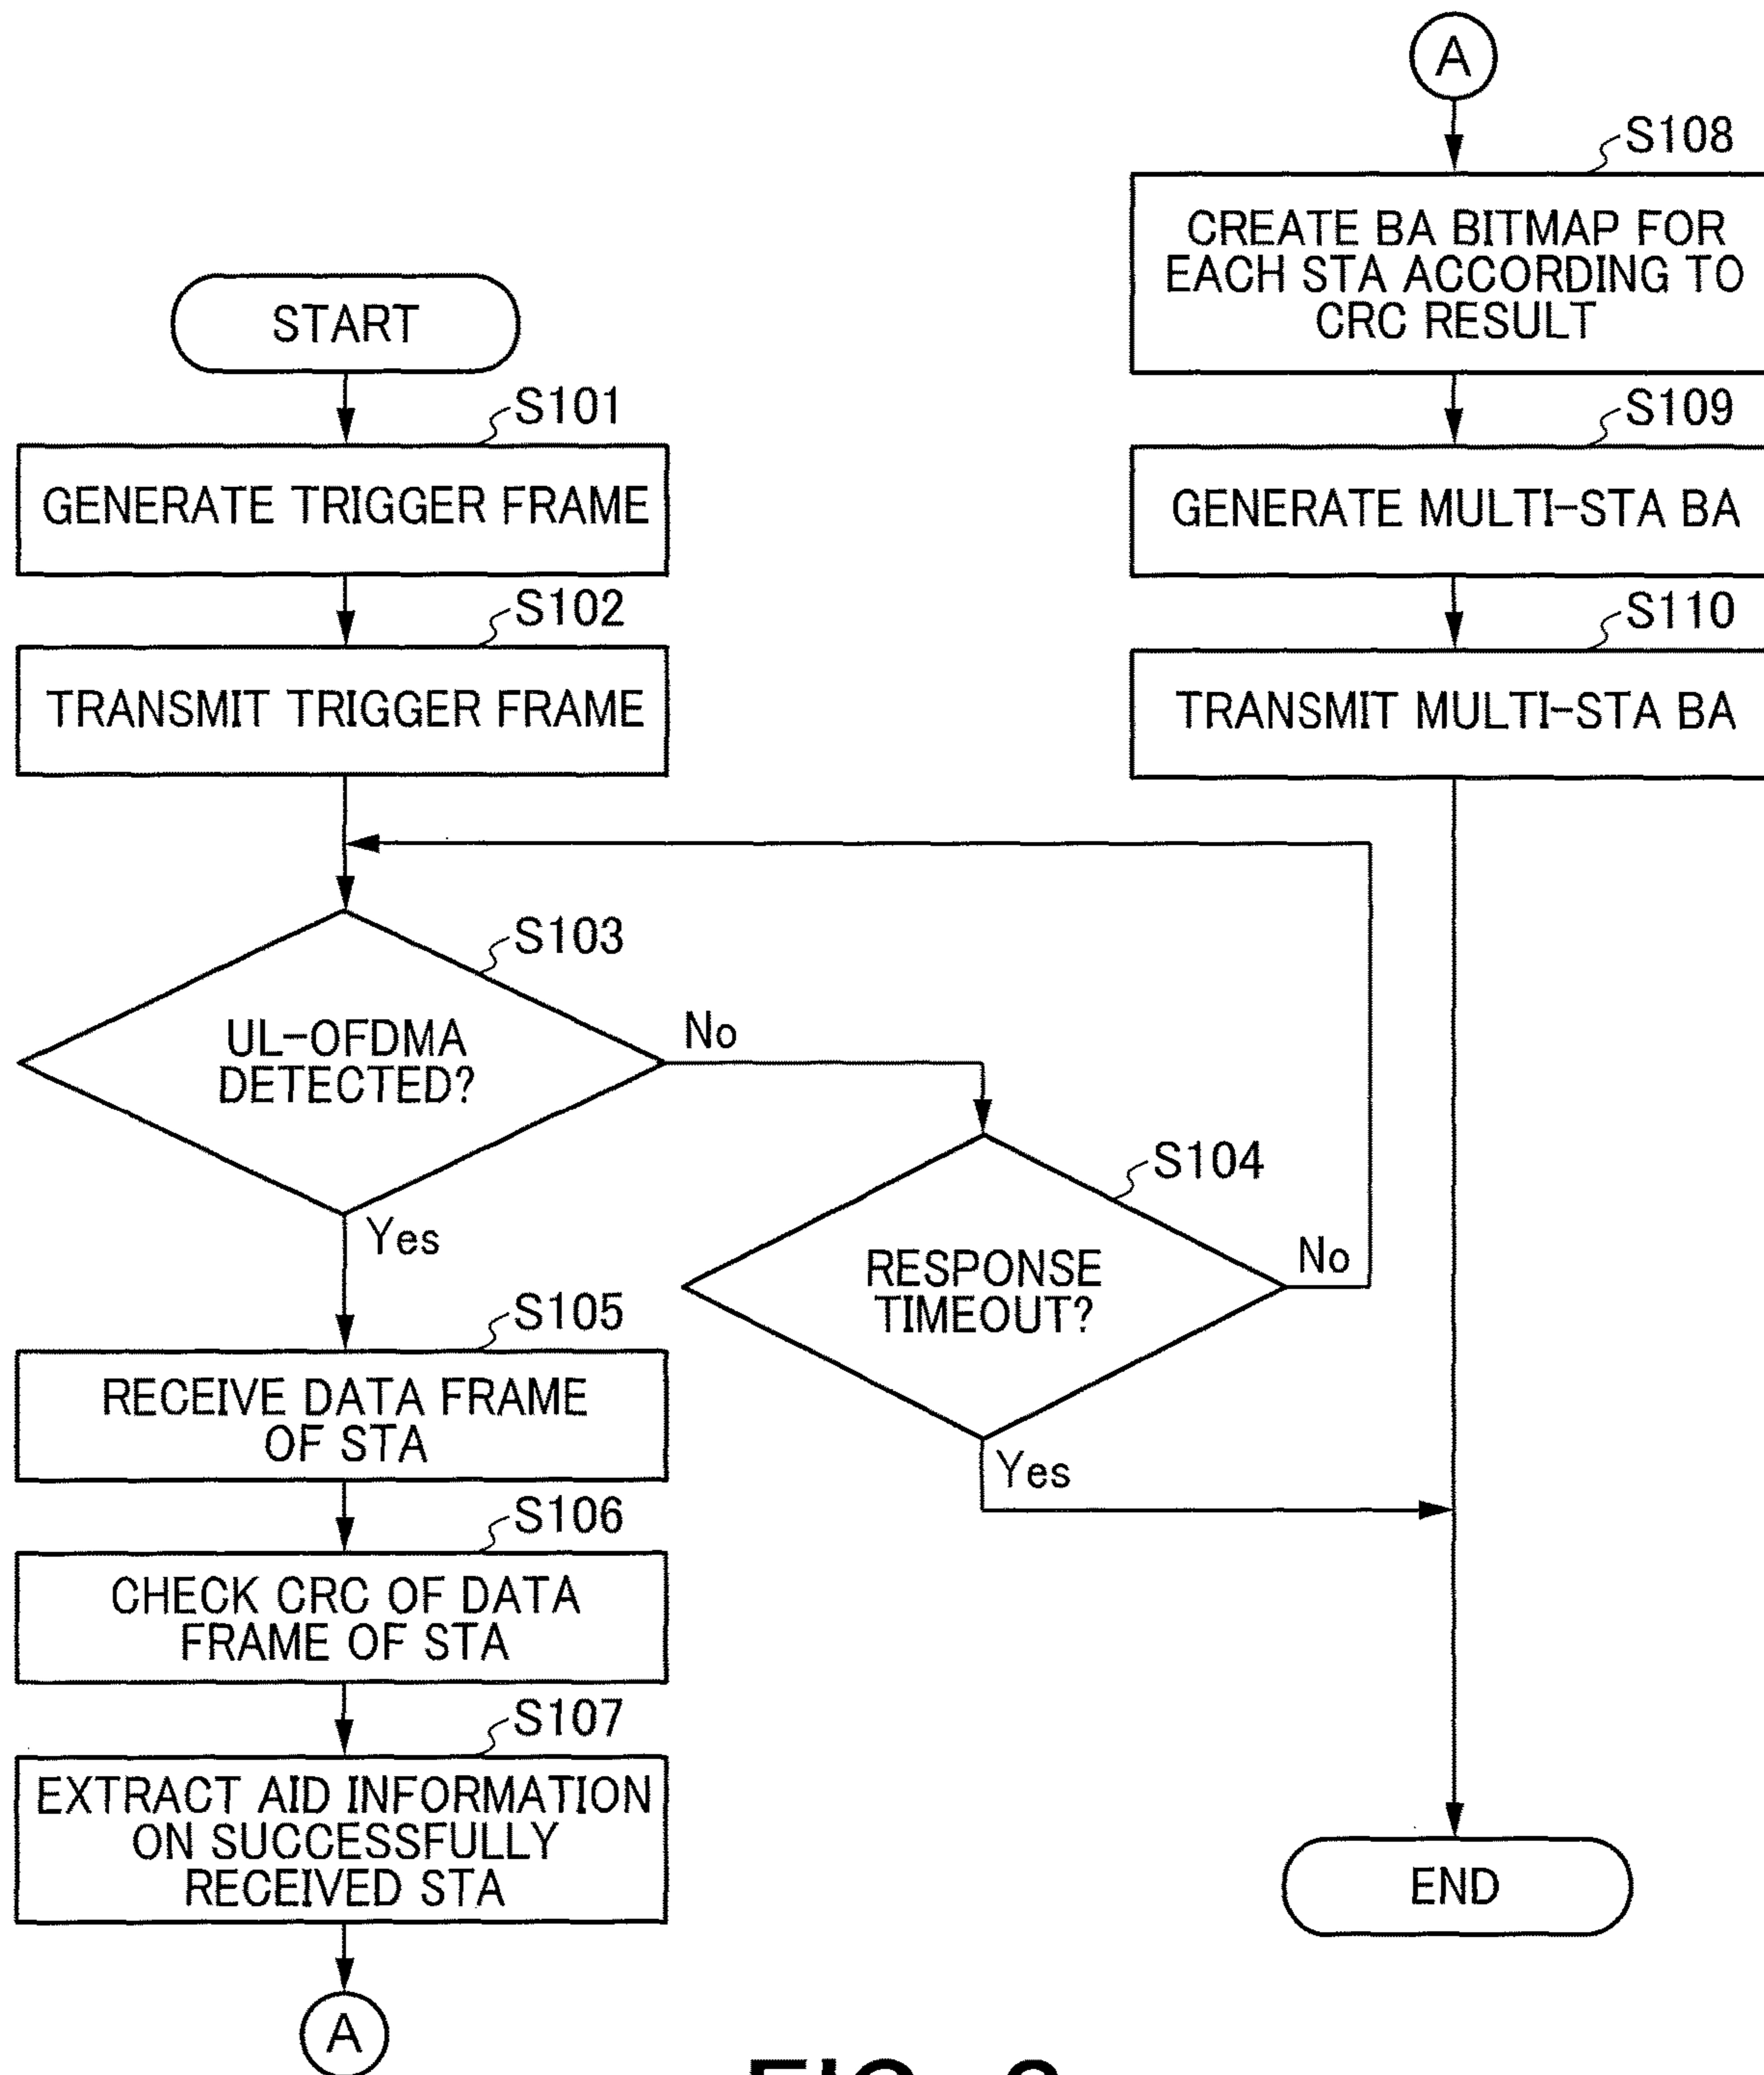 START
S101
GENERATE TRIGGER FRAME
S102
TRANSMIT TRIGGER FRAME
S103
UL-OFDMA
DETECTED?
No
Yes
S104
RESPONSE
TIMEOUT?
No
Yes
S105
RECEIVE DATA FRAME
OF STA
S106
CHECK CRC OF DATA
FRAME OF STA
S107
EXTRACT AID INFORMATION
ON SUCCESSFULLY
RECEIVED STA
A
A
S108
CREATE BA BITMAP FOR
EACH STA ACCORDING TO
CRC RESULT
S109
GENERATE MULTI-STA BA
S110
TRANSMIT MULTI-STA BA
END